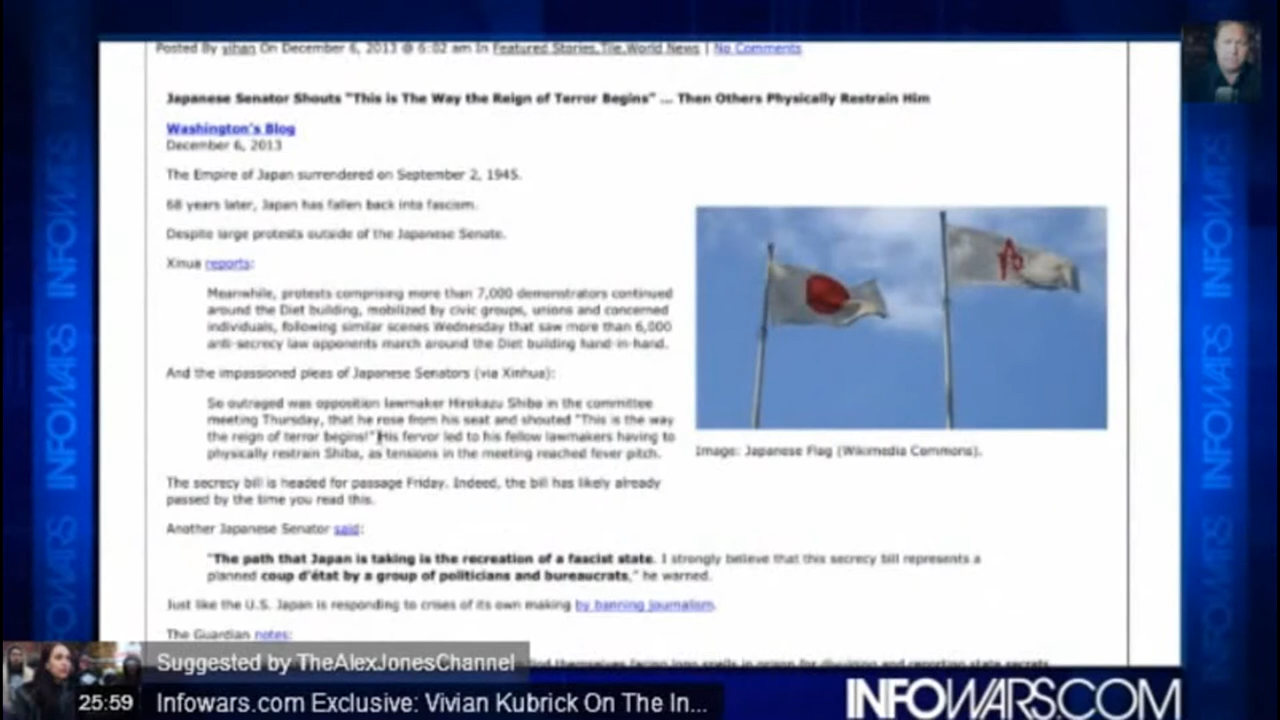 Posted By yihan On December 6, 2013 @ 6:02 am In Featured Stories,Tile,World News | No Comments
Japanese Senator Shouts "This is The Way the Reign of Terror Begins" ... Then Others Physically Restrain Him
Washington's Blog
December 6, 2013
The Empire of Japan surrendered on September 2, 1945.
68 years later, Japan has fallen back into fascism.
Despite large protests outside of the Japanese Senate.
Xinua reports:
Meanwhile, protests comprising more than 7,000 demonstrators continued
around the Diet building, mobilized by civic groups, unions and concerned
individuals, following similar scenes Wednesday that saw more than 6,000
anti-secrecy law opponents march around the Diet building hand-in-hand.
And the impassioned pleas of Japanese Senators (via Xinhua):
So outraged was opposition lawmaker Hirokazu Shiba in the committee
meeting Thursday, that he rose from his seat and shouted "This is the way
the reign of terror begins!" His fervor led to his fellow lawmakers having to
physically restrain Shiba, as tensions in the meeting reached fever pitch.
Image: Japanese Flag (Wikimedia Commons).
The secrecy bill is headed for passage Friday. Indeed, the bill has likely already
passed by the time you read this.
Another Japanese Senator said:
"The path that Japan is taking is the recreation of a fascist state. I strongly believe that this secrecy bill represents a
planned coup d'état by a group of politicians and bureaucrats," he warned.
Just like the U.S. Japan is responding to crises of its own making by banning journalism.
The Guardian notes:
Suggested by TheAlexJonesChannel
25:59
Infowars.com Exclusive: Vivian Kubrick On The In...
INFOWARS.COM
INFOWARS
INFOWARS
INFOWARS
INFOWARS